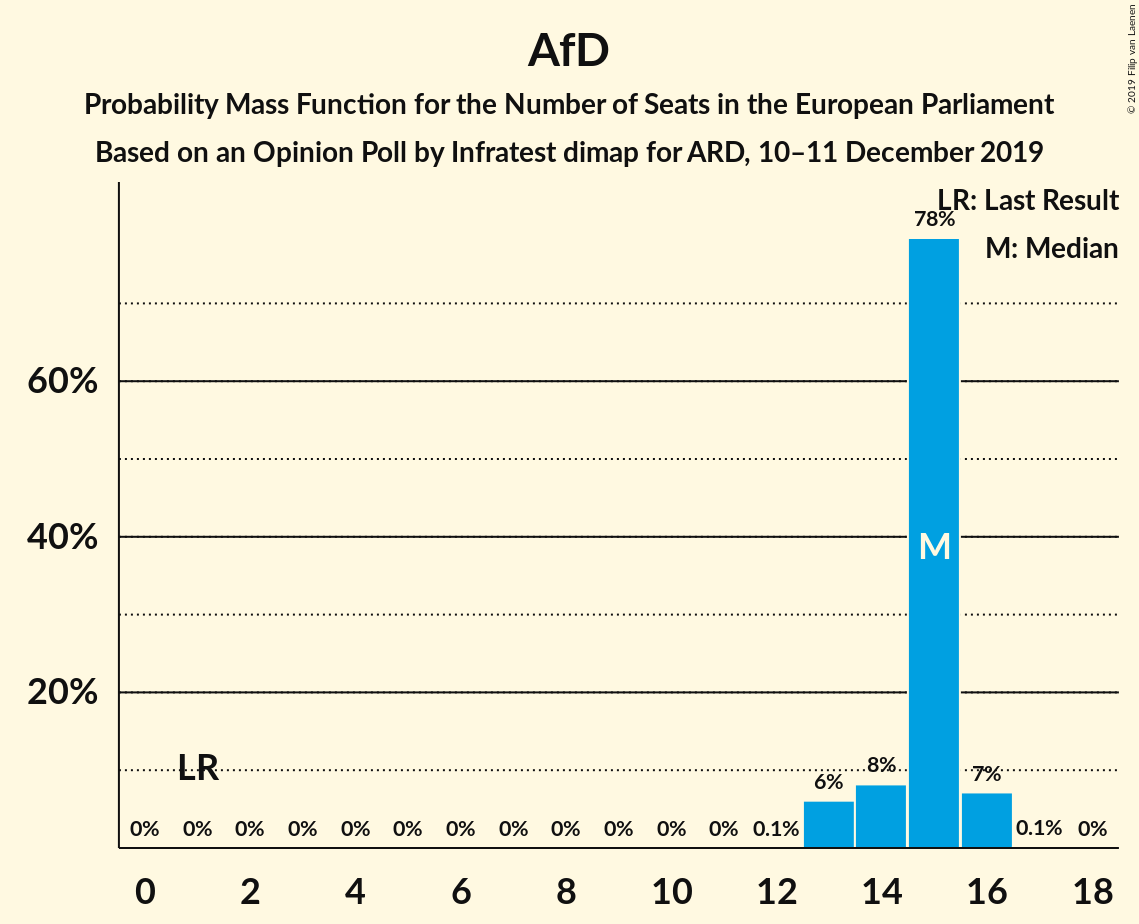 AfD
Probability Mass Function for the Number of Seats in the European Parliament
Based on an Opinion Poll by Infratest dimap for ARD, 10–11 December 2019
© 2019 Filip van Laenen
LR: Last Result
M: Median
78%
60%
40%
20%
M
LR
0% 0% 0% 0% 0% 0% 0% 0% 0% 0% 0% 0% 0.1% 6% 8% 7% 0.1% 0%
0 2 4 6 8 10 12 14 16 18